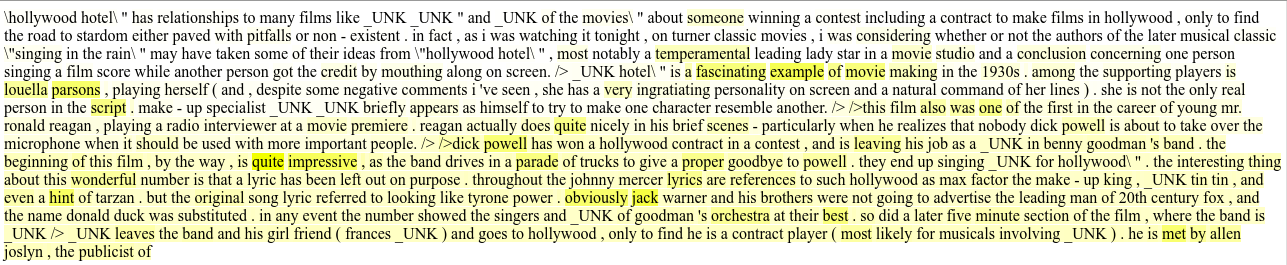 \hollywood hotel\ " has relationships to many films like _UNK _UNK " and _UNK of the movies\ " about someone winning a contest including a contract to make films in hollywood , only to find
the road to stardom either paved with pitfalls or non - existent . in fact , as i was watching it tonight , on turner classic movies , i was considering whether or not the authors of the later musical classic
\"singing in the rain\ " may have taken some of their ideas from \"hollywood hotel\ " , most notably a temperamental leading lady star in a movie studio and a conclusion concerning one person
singing a film score while another person got the credit by mouthing along on screen. /> _UNK hotel\ " is a fascinating example of movie making in the 1930s . among the supporting players is
louella parsons , playing herself ( and , despite some negative comments i 've seen , she has a very ingratiating personality on screen and a natural command of her lines ) . she is not the only real
person in the script . make - up specialist _UNK _UNK briefly appears as himself to try to make one character resemble another. /> />this film also was one of the first in the career of young mr.
ronald reagan , playing a radio interviewer at a movie premiere . reagan actually does quite nicely in his brief scenes - particularly when he realizes that nobody dick powell is about to take over the
microphone when it should be used with more important people. /> />dick powell has won a hollywood contract in a contest , and is leaving his job as a _UNK in benny goodman 's band . the
beginning of this film , by the way , is quite impressive , as the band drives in a parade of trucks to give a proper goodbye to powell . they end up singing _UNK for hollywood\ " . the interesting thing
about this wonderful number is that a lyric has been left out on purpose . throughout the johnny mercer lyrics are references to such hollywood as max factor the make - up king , _UNK tin tin , and
even a hint of tarzan . but the original song lyric referred to looking like tyrone power . obviously jack warner and his brothers were not going to advertise the leading man of 20th century fox , and
the name donald duck was substituted . in any event the number showed the singers and _UNK of goodman 's orchestra at their best . so did a later five minute section of the film , where the band is
_UNK /> _UNK leaves the band and his girl friend ( frances _UNK ) and goes to hollywood , only to find he is a contract player ( most likely for musicals involving _UNK ) . he is met by allen
joslyn , the publicist of